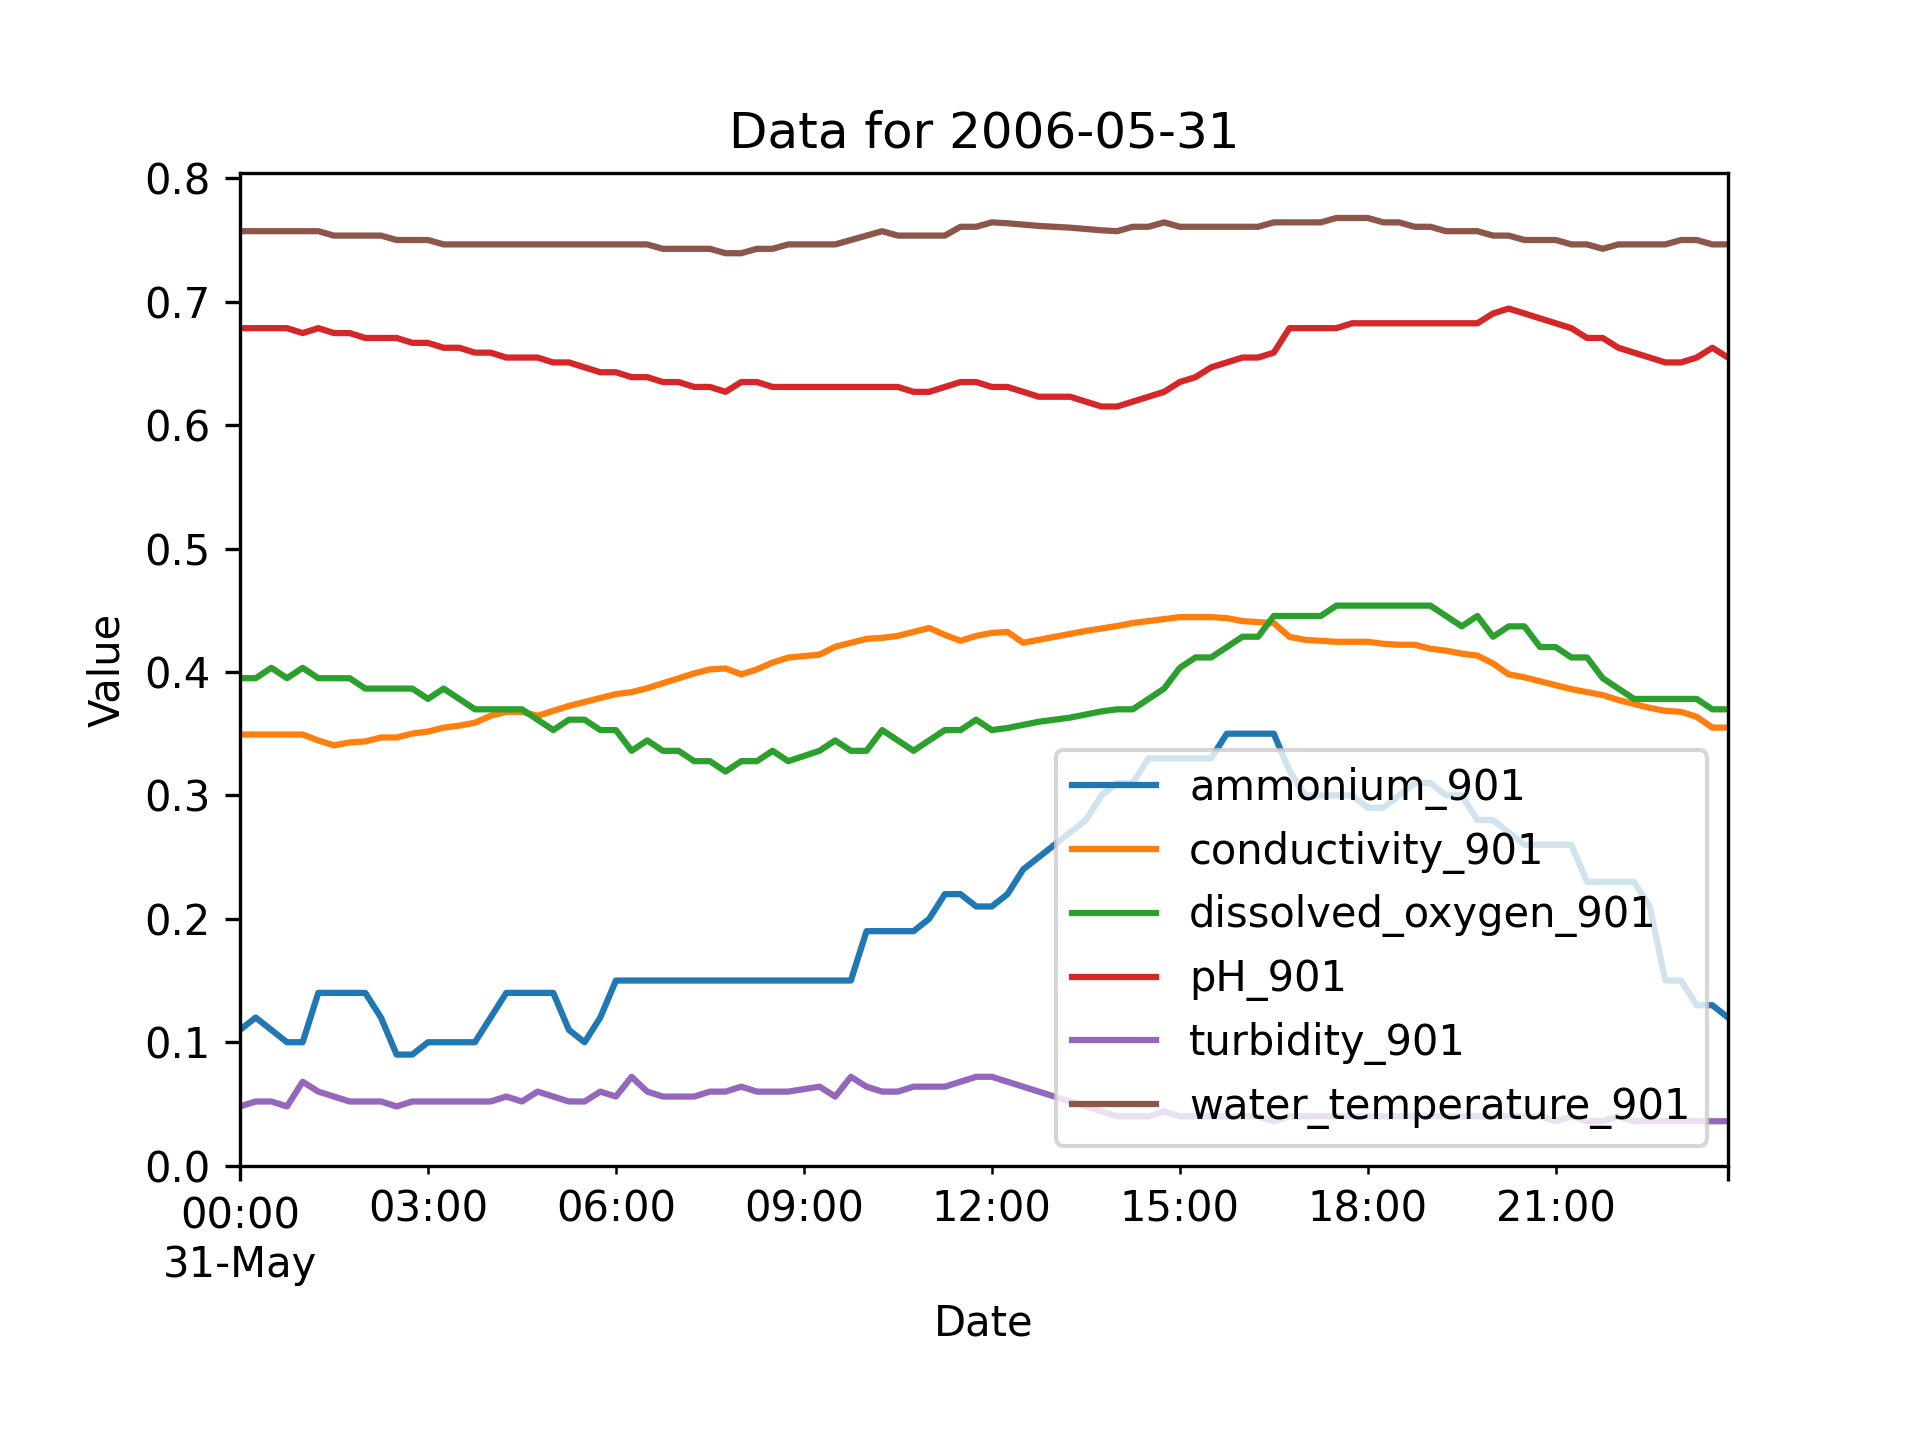 Data for 2006-05-31
Value
0.8
0.7
0.6
0.5
0.4
0.3
0.2
0.1
0.0
ammonium_901
conductivity_901
dissolved_oxygen_901
pH_901
turbidity_901
water_temperature_901
00:00 03:00 06:00 09:00 12:00 15:00 18:00 21:00
31-May
Date